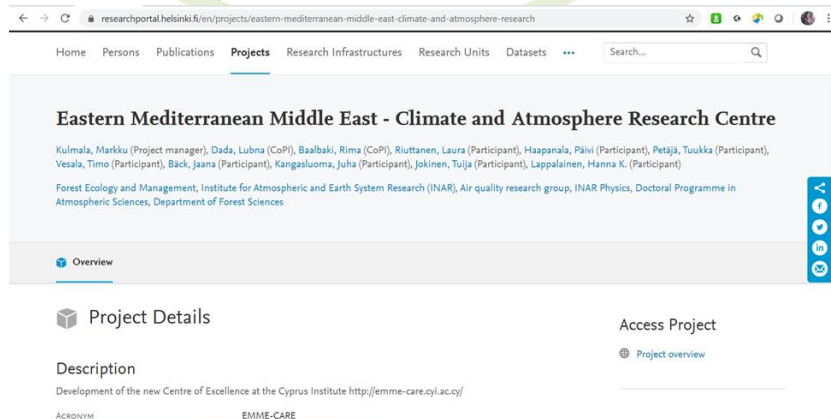 researchportal.helsinki.fi/en/projects/eastern-mediterranean-middle-east-climate-and-atmosphere-research
Home Persons Publications Projects Research Infrastructures Research Units Datasets ••• Search...
Eastern Mediterranean Middle East - Climate and Atmosphere Research Centre
Kulmala, Markku (Project manager), Dada, Lubna (CoPI), Baalbaki, Rima (CoPI), Riuttanen, Laura (Participant), Haapanala, Päivi (Participant), Petäjä, Tuukka (Participant),
Vesala, Timo (Participant), Bäck, Jaana (Participant), Kangasluoma, Juha (Participant), Jokinen, Tuija (Participant), Lappalainen, Hanna K. (Participant)
Forest Ecology and Management, Institute for Atmospheric and Earth System Research (INAR), Air quality research group, INAR Physics, Doctoral Programme in
Atmospheric Sciences, Department of Forest Sciences
Overview
Project Details
Description
Development of the new Centre of Excellence at the Cyprus Institute http://emme-care.cyi.ac.cy/
ACRONYM EMME-CARE
Access Project
Project overview